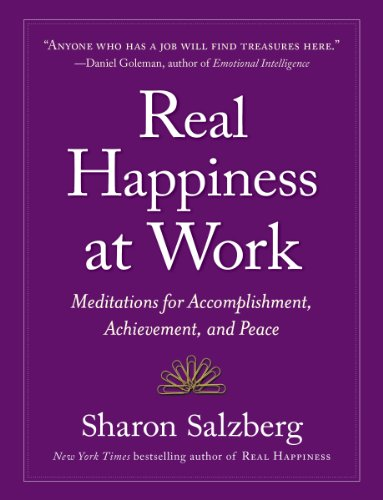 “Anyone who has a job will find treasures here.”
—Daniel Goleman, author of Emotional Intelligence
Real
Happiness
at Work
Meditations for Accomplishment,
Achievement, and Peace
Sharon Salzberg
New York Times bestselling author of Real Happiness